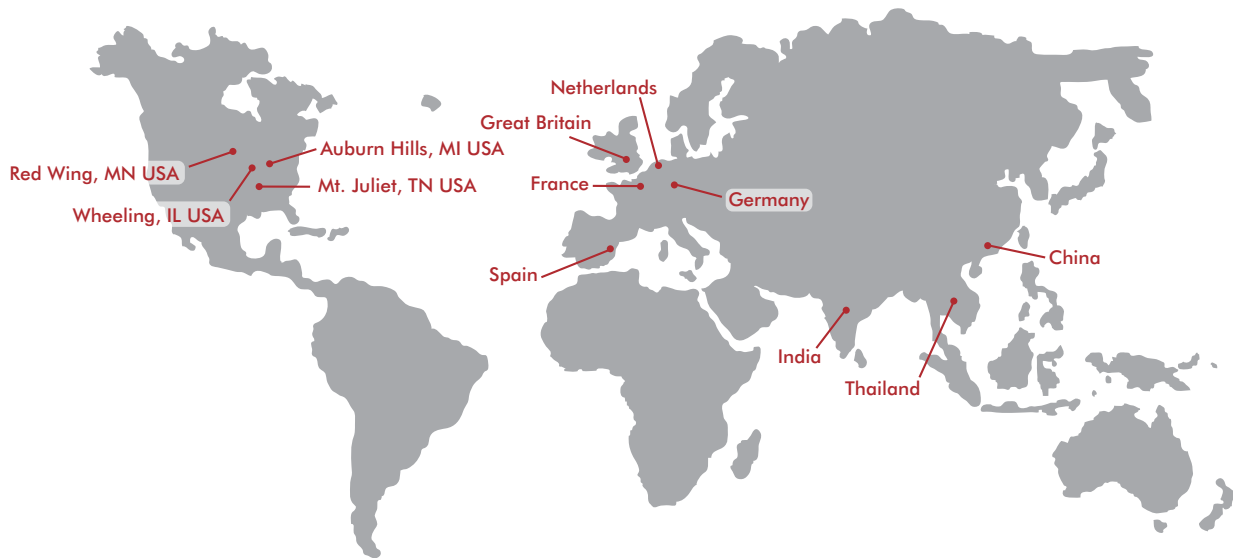 Netherlands
Great Britain
Auburn Hills, MI USA
Red Wing, MN USA
France
Mt. Juliet, TN USA
Germany
Wheeling, IL USA
China
Spain
India
Thailand